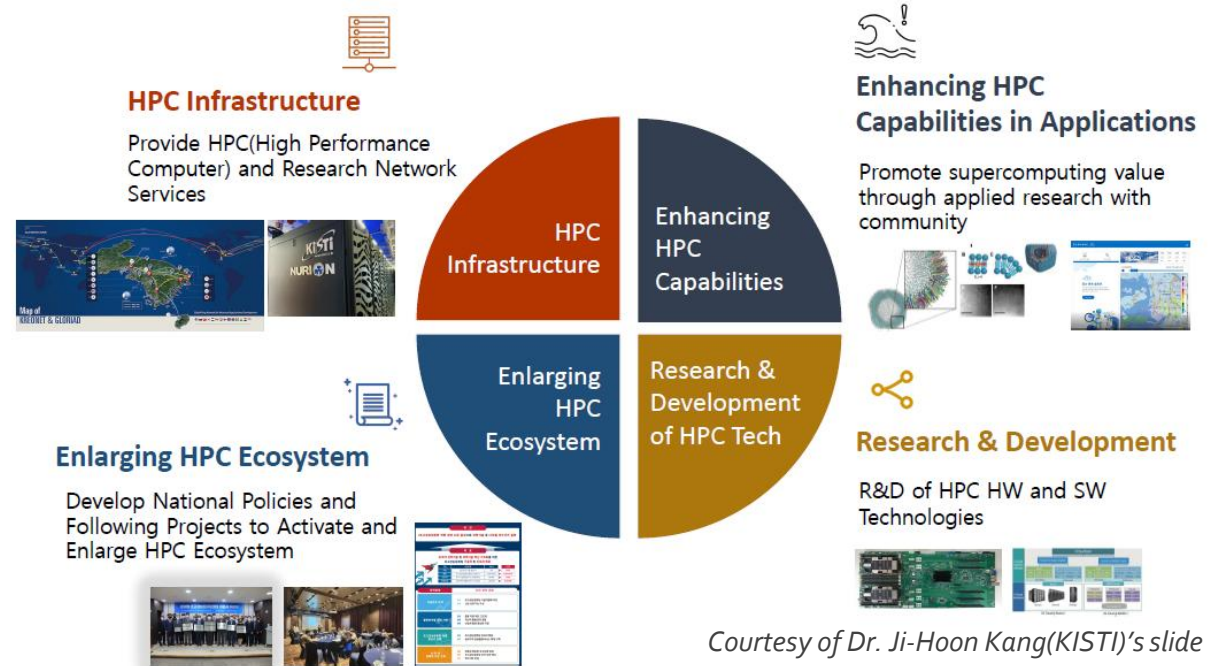 HPC Infrastructure
Provide HPC(High Performance
Computer) and Research Network
Services
Map of
KREONET & GLORIAD
KISTI
NURION
Enhancing HPC
Capabilities in Applications
Promote supercomputing value
through applied research with
community
HPC
Infrastructure
Enhancing
HPC
Capabilities
Enlarging
HPC
Ecosystem
Research &
Development
of HPC Tech
Enlarging HPC Ecosystem
Develop National Policies and
Following Projects to Activate and
Enlarge HPC Ecosystem
Research & Development
R&D of HPC HW and SW
Technologies
Courtesy of Dr. Ji-Hoon Kang(KISTI)'s slide